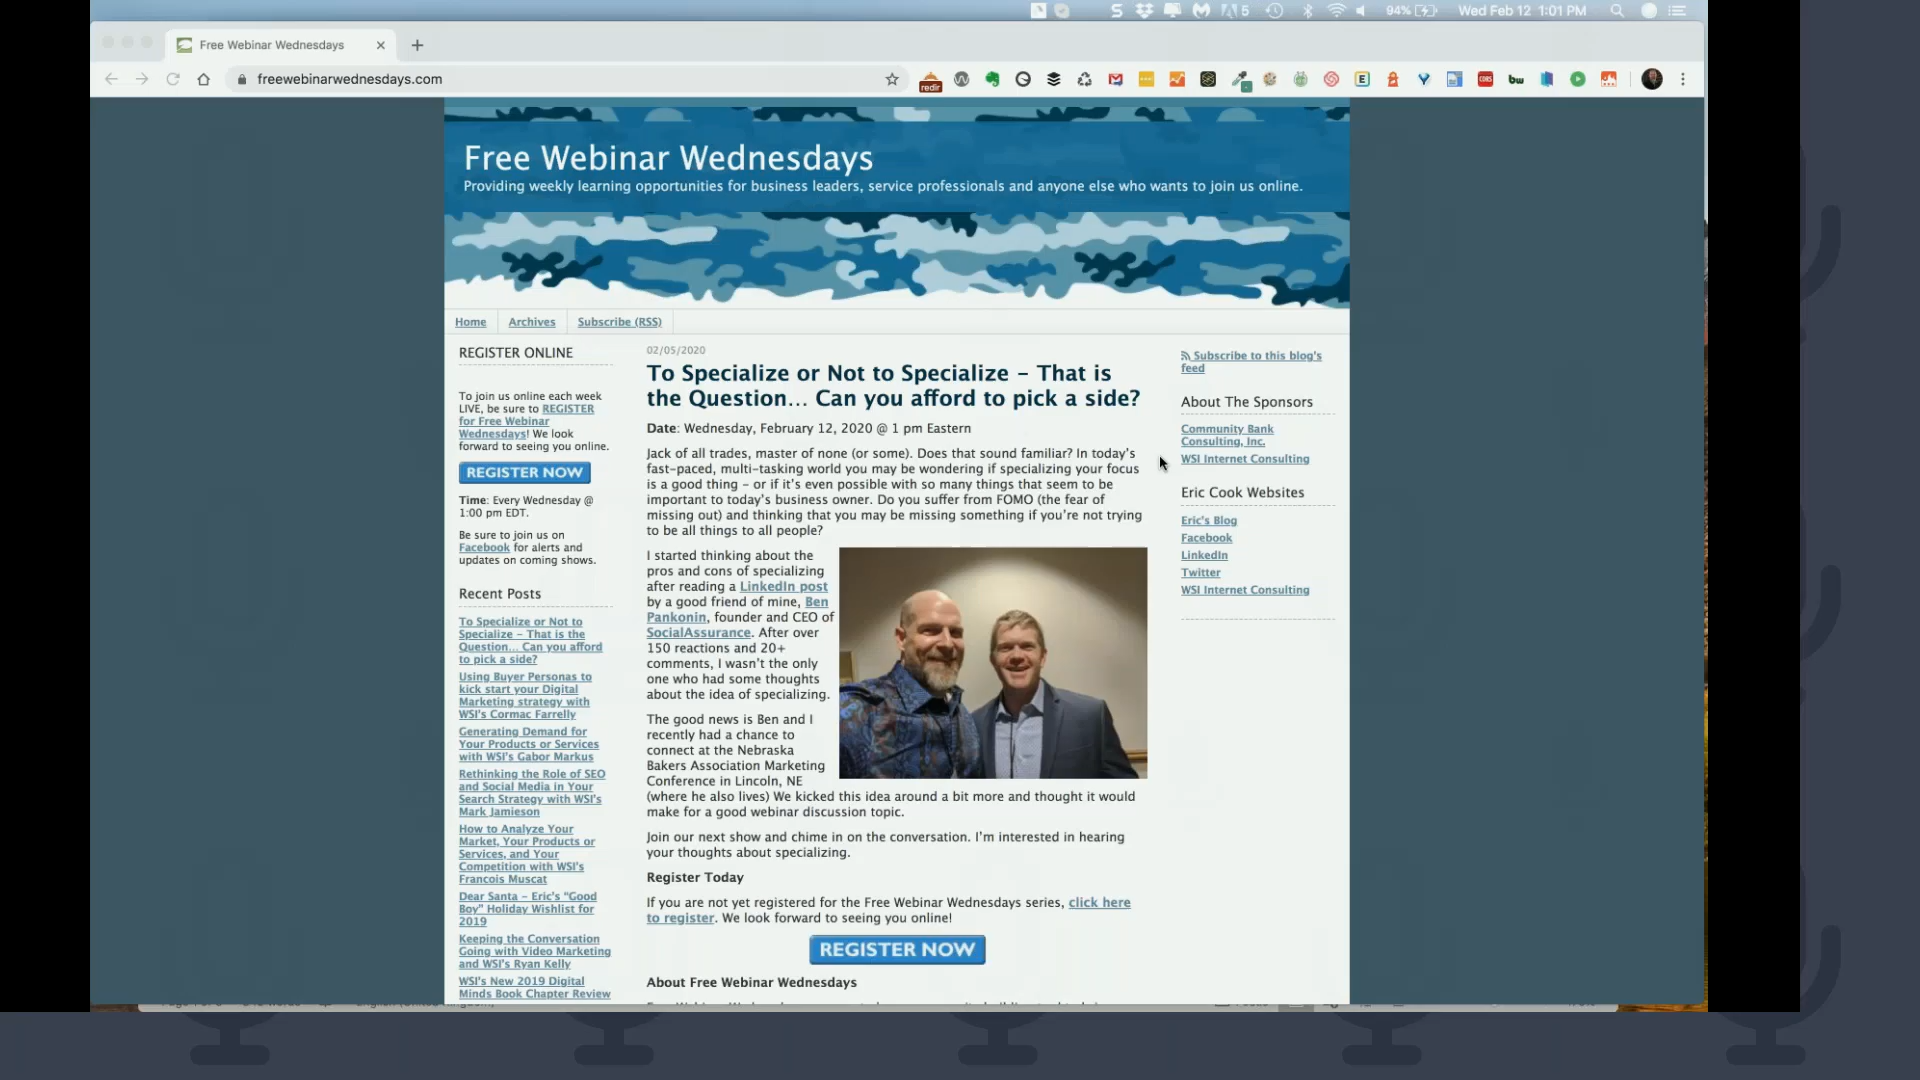 5
94%
Wed Feb 12 1:01 PM
Free Webinar Wednesdays
freewebinarwednesdays.com
redir
E
CORS
bw
Free Webinar Wednesdays
Providing weekly learning opportunities for business leaders, service professionals and anyone else who wants to join us online.
Home
Archives
Subscribe (RSS)
REGISTER ONLINE
To join us online each week
LIVE, be sure to REGISTER
for Free Webinar
Wednesdays! We look
forward to seeing you online.
REGISTER NOW
Time: Every Wednesday @
1:00 pm EDT.
Be sure to join us on
Facebook for alerts and
updates on coming shows.
Recent Posts
To Specialize or Not to
Specialize – That is the
Question... Can you afford
to pick a side?
Using Buyer Personas to
kick start your Digital
Marketing strategy with
WSI's Cormac Farrelly
Generating Demand for
Your Products or Services
with WSI's Gabor Markus
Rethinking the Role of SEO
and Social Media in Your
Search Strategy with WSI's
Mark Jamieson
How to Analyze Your
Market, Your Products or
Services, and Your
Competition with WSI's
Francois Muscat
Dear Santa – Eric's "Good
Boy" Holiday Wishlist for
2019
Keeping the Conversation
Going with Video Marketing
and WSI's Ryan Kelly
WSI's New 2019 Digital
Minds Book Chapter Review
02/05/2020
To Specialize or Not to Specialize – That is
the Question... Can you afford to pick a side?
Date: Wednesday, February 12, 2020 @ 1 pm Eastern
Jack of all trades, master of none (or some). Does that sound familiar? In today's
fast-paced, multi-tasking world you may be wondering if specializing your focus
is a good thing – or if it's even possible with so many things that seem to be
important to today's business owner. Do you suffer from FOMO (the fear of
missing out) and thinking that you may be missing something if you're not trying
to be all things to all people?
I started thinking about the
pros and cons of specializing
after reading a LinkedIn post
by a good friend of mine, Ben
Pankonin, founder and CEO of
SocialAssurance. After over
150 reactions and 20+
comments, I wasn't the only
one who had some thoughts
about the idea of specializing.
The good news is Ben and I
recently had a chance to
connect at the Nebraska
Bakers Association Marketing
Conference in Lincoln, NE
(where he also lives) We kicked this idea around a bit more and thought it would
make for a good webinar discussion topic.
Join our next show and chime in on the conversation. I'm interested in hearing
your thoughts about specializing.
Register Today
If you are not yet registered for the Free Webinar Wednesdays series, click here
to register. We look forward to seeing you online!
REGISTER NOW
About Free Webinar Wednesdays
Subscribe to this blog's
feed
About The Sponsors
Community Bank
Consulting, Inc.
WSI Internet Consulting
Eric Cook Websites
Eric's Blog
Facebook
LinkedIn
Twitter
WSI Internet Consulting